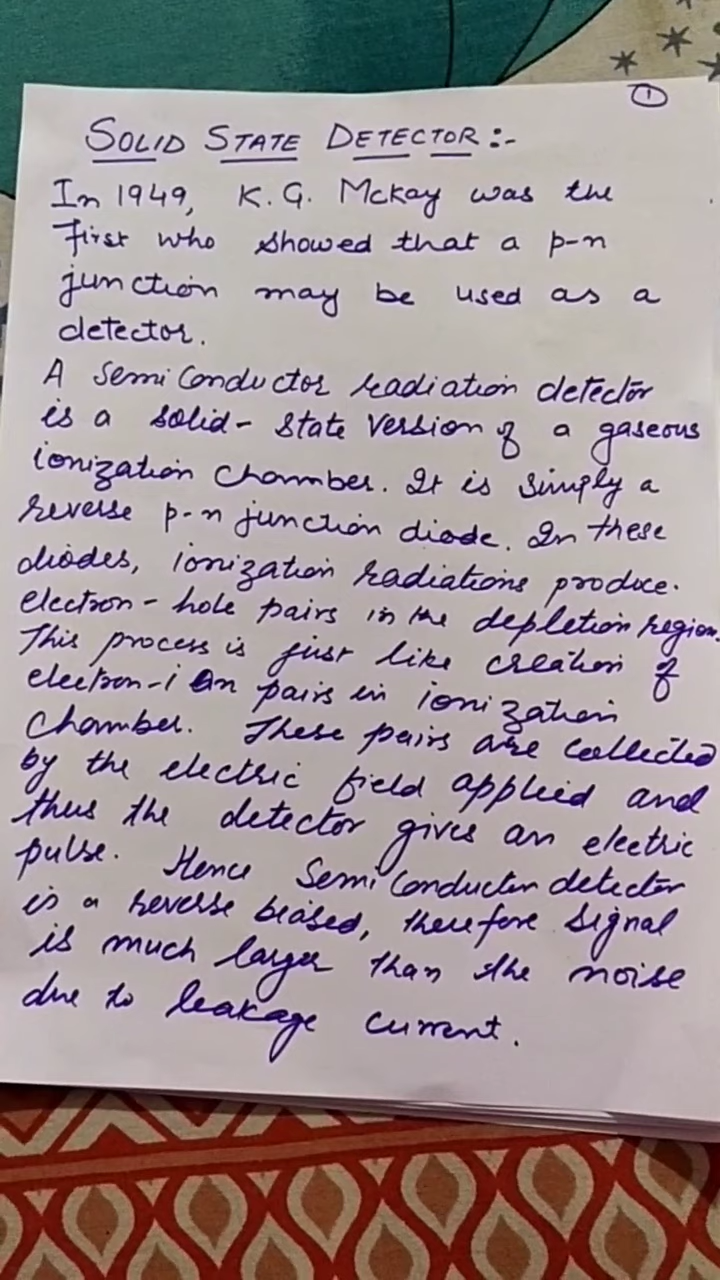 1
SOLID STATE DETECTOR :-
In 1949, K.G. Mckay was the
first who showed that a p-n
junction may be used as a
detector.
A Semi Conductor radiation detector
is a solid-state version of a gaseous
ionization chamber. It is simply a
reverse p-n junction diode. In these
diodes, ionization radiations produce.
electron-hole pairs in the depletion region.
This process is just like creation of
electron-ion pairs in ionization
Chamber. These pairs are collected
by the electric field applied and
thus the detector gives an electric
pulse. Hence Semi Conductor detector
is a reverse biased, therefore signal
is much larger than the noise
due to leakage current.